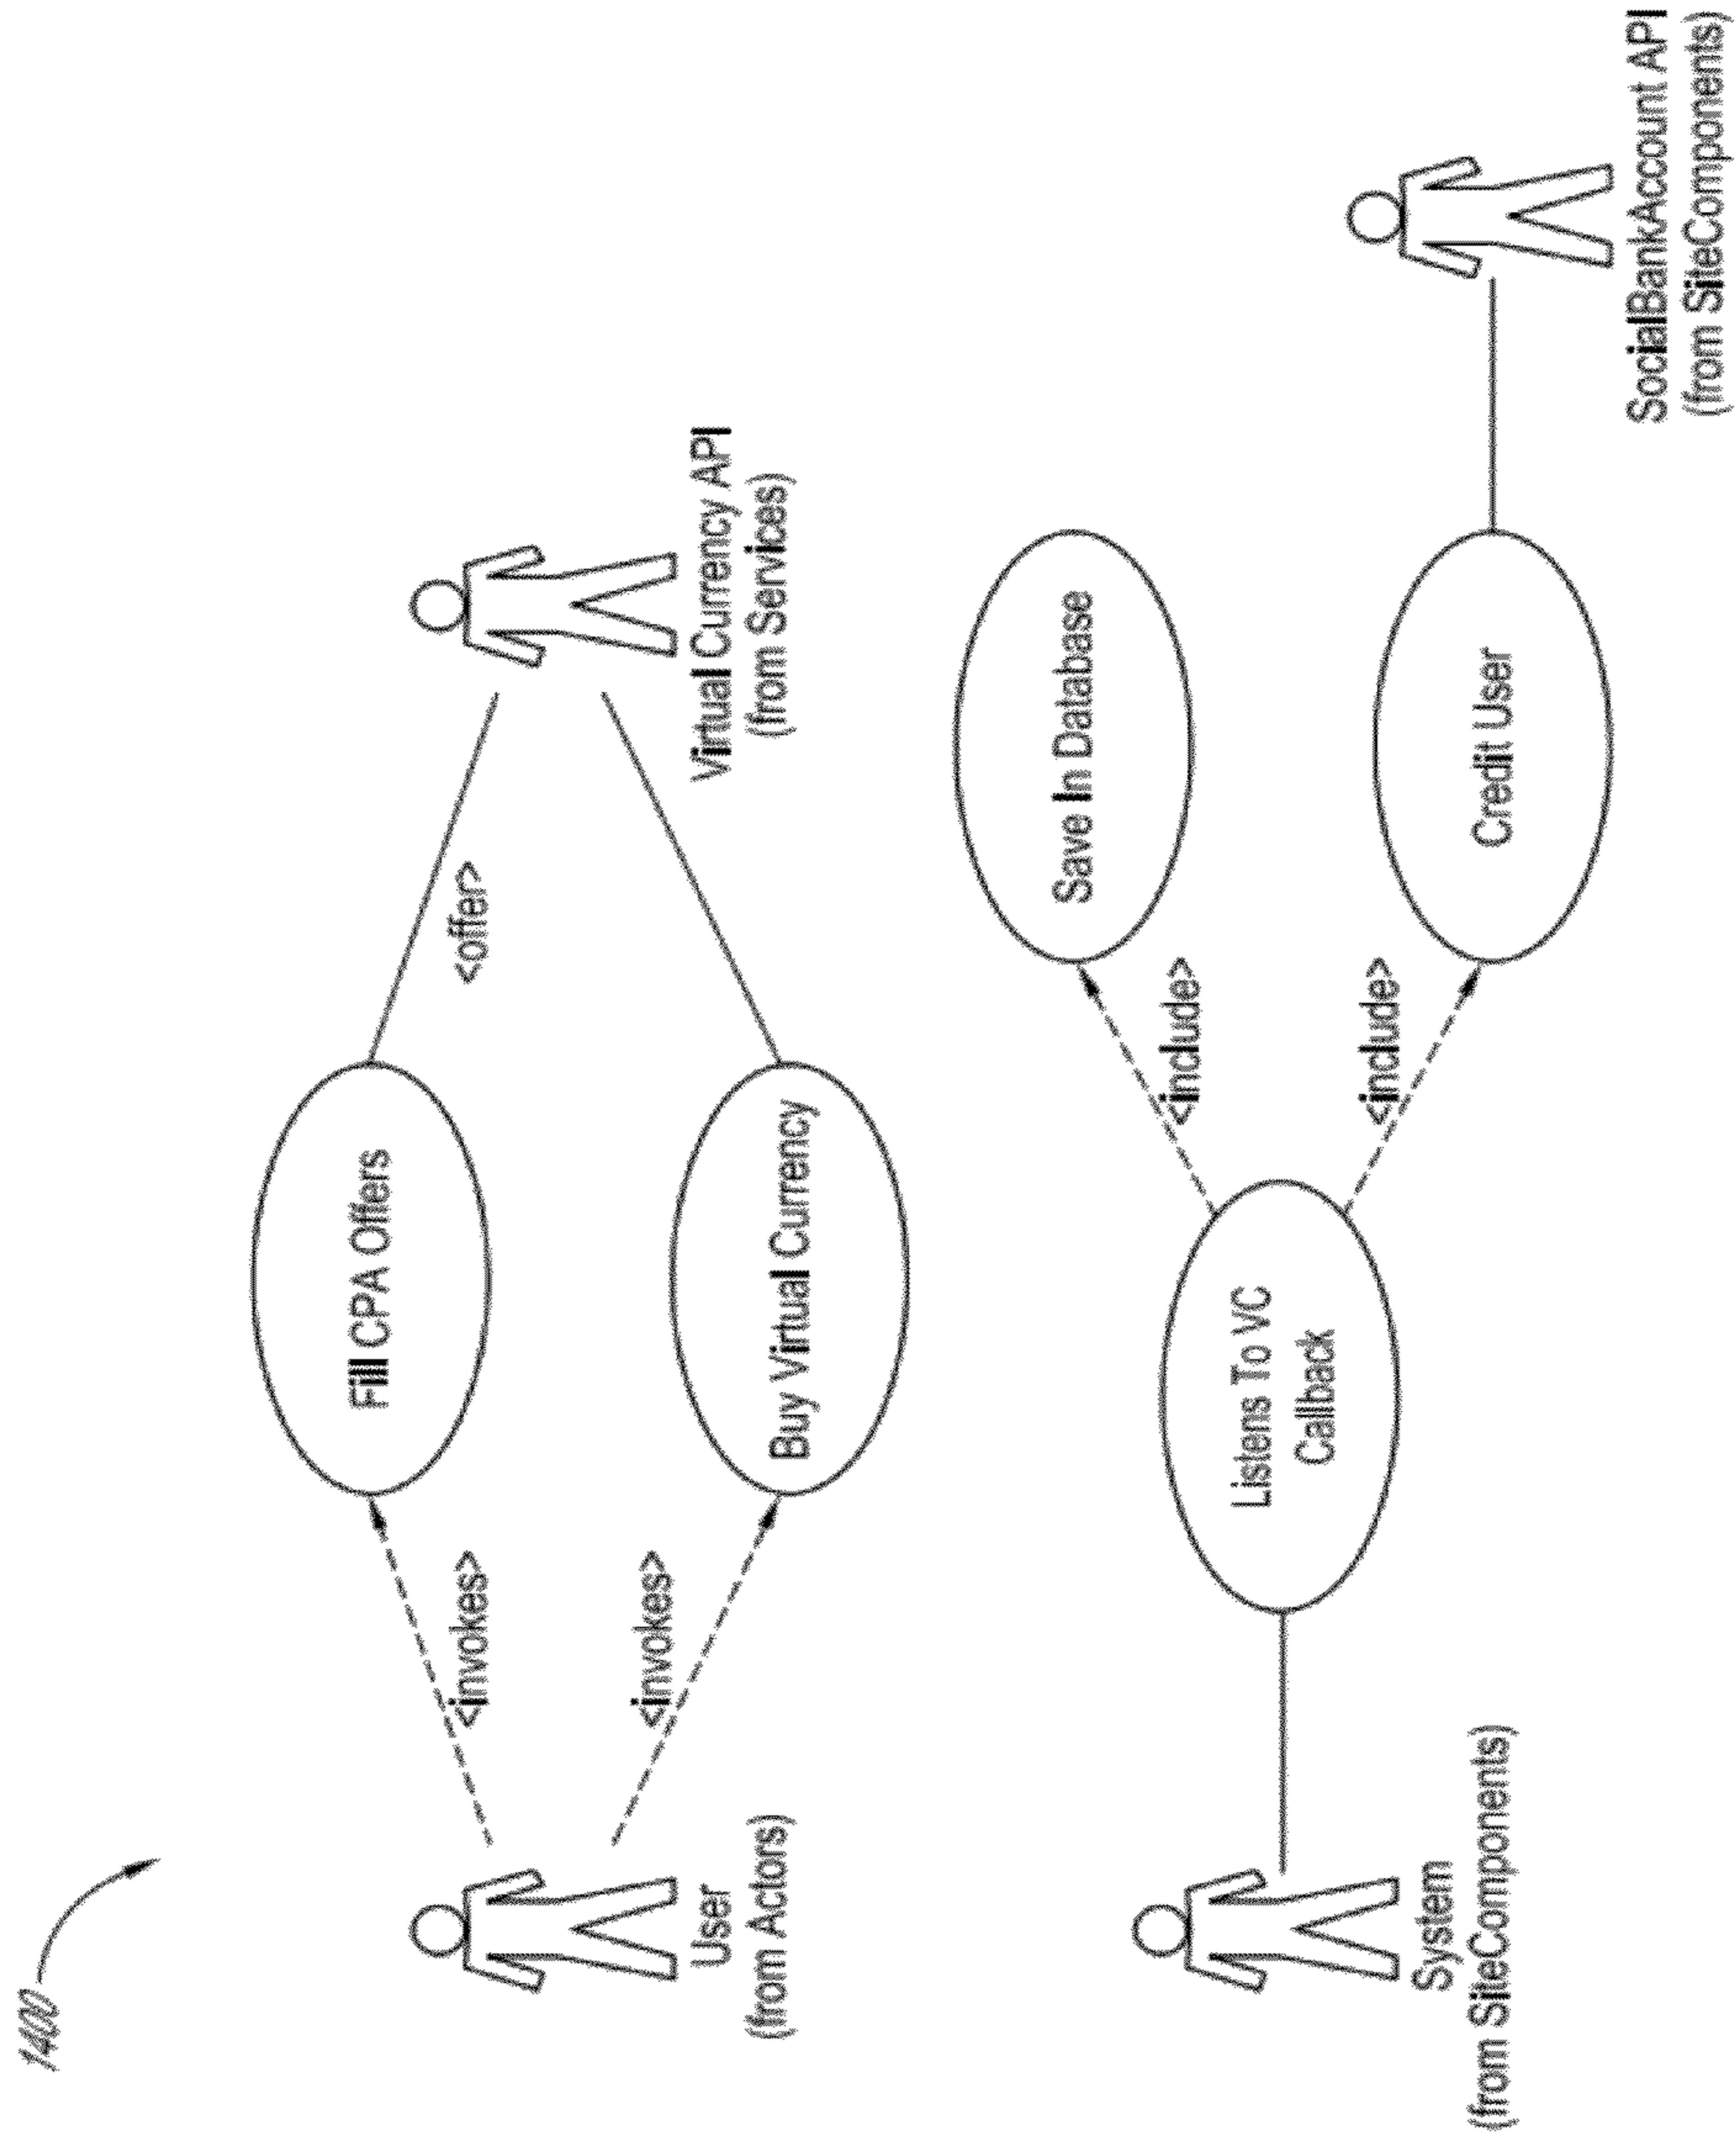 1400
<invokes>
Fill CPA Offers
<offer>
User
(from Actors)
<invokes>
Buy Virtual Currency
Virtual Currency API
(from Services)
Save In Database
<include>
System
(from SiteComponents)
Listens To VC
Callback
<include>
Credit User
SocialBankAccount API
(from SiteComponents)